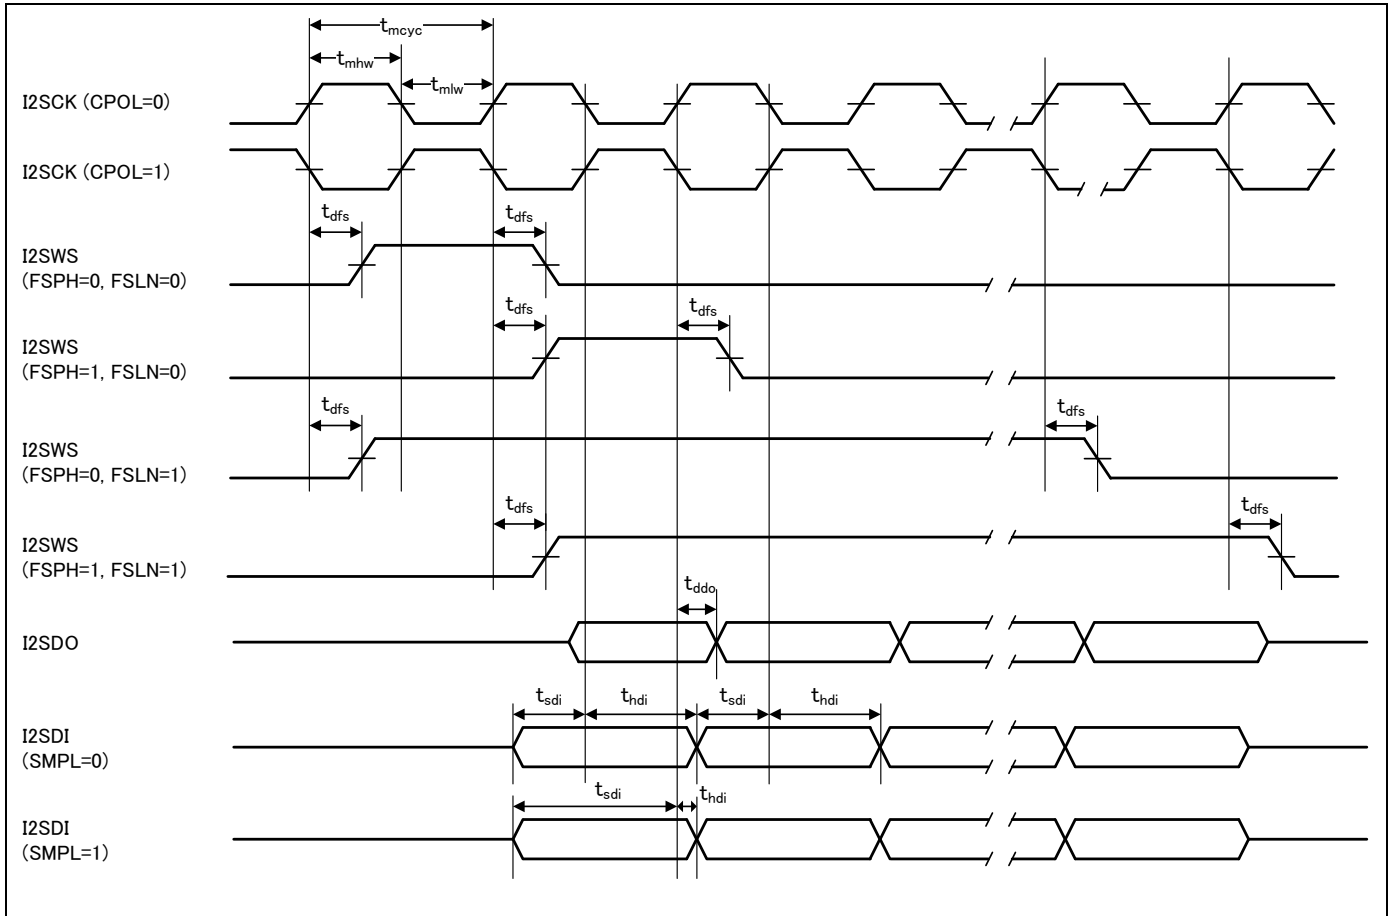 tmcyc
tmhw
tmlw
I2SCK (CPOL=0)
I2SCK (CPOL=1)
tdfs tdfs
I2SWS
(FSPH=0, FSLN=0)
tdfs tdfs
I2SWS
(FSPH=1, FSLN=0)
tdfs tdfs
I2SWS
(FSPH=0, FSLN=1)
tdfs tdfs
I2SWS
(FSPH=1, FSLN=1)
tddo
I2SDO
tsdi thdi tsdi thdi
I2SDI
(SMPL=0)
tsdi thdi
I2SDI
(SMPL=1)